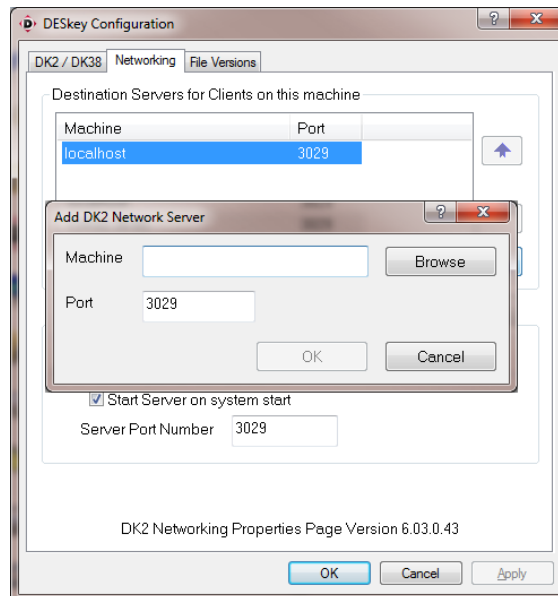 DESkey Configuration
? x
DK2 / DK38 Networking File Versions
Destination Servers for Clients on this machine
Machine Port
localhost 3029
Add DK2 Network Server
? x
Machine Browse
Port 3029
OK Cancel
Start Server on system start
Server Port Number 3029
DK2 Networking Properties Page Version 6.03.0.43
OK Cancel Apply